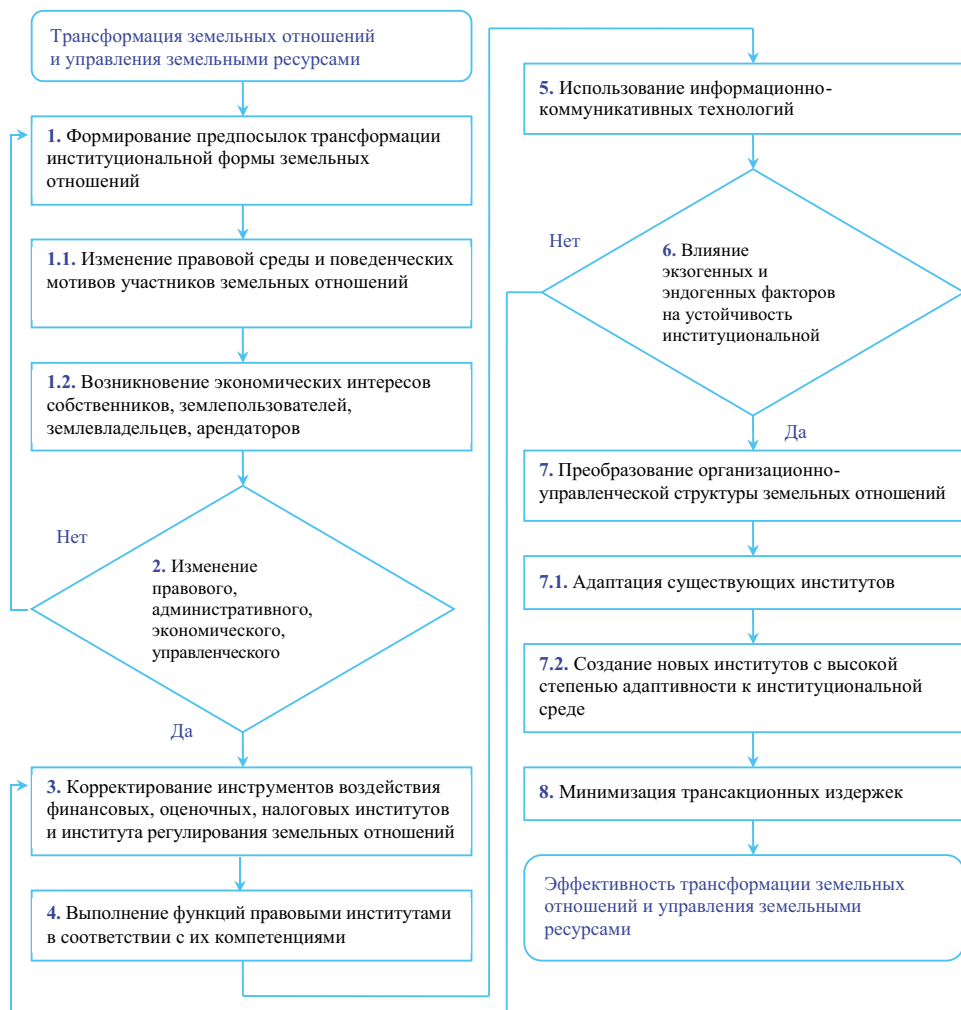 Трансформация земельных отношений
и управления земельными ресурсами
1. Формирование предпосылок трансформации
институциональной формы земельных
отношений
1.1. Изменение правовой среды и поведенческих
мотивов участников земельных отношений
1.2. Возникновение экономических интересов
собственников, землепользователей,
землевладельцев, арендаторов
Нет
2. Изменение
правового,
административного,
экономического,
управленческого
Да
3. Корректирование инструментов воздействия
финансовых, оценочных, налоговых институтов
и института регулирования земельных отношений
4. Выполнение функций правовыми институтами
в соответствии с их компетенциями
5. Использование информационно-
коммуникативных технологий
Нет
6. Влияние
экзогенных и
эндогенных факторов
на устойчивость
институциональной
Да
7. Преобразование организационно-
управленческой структуры земельных отношений
7.1. Адаптация существующих институтов
7.2. Создание новых институтов с высокой
степенью адаптивности к институциональной
среде
8. Минимизация трансакционных издержек
Эффективность трансформации земельных
отношений и управления земельными
ресурсами